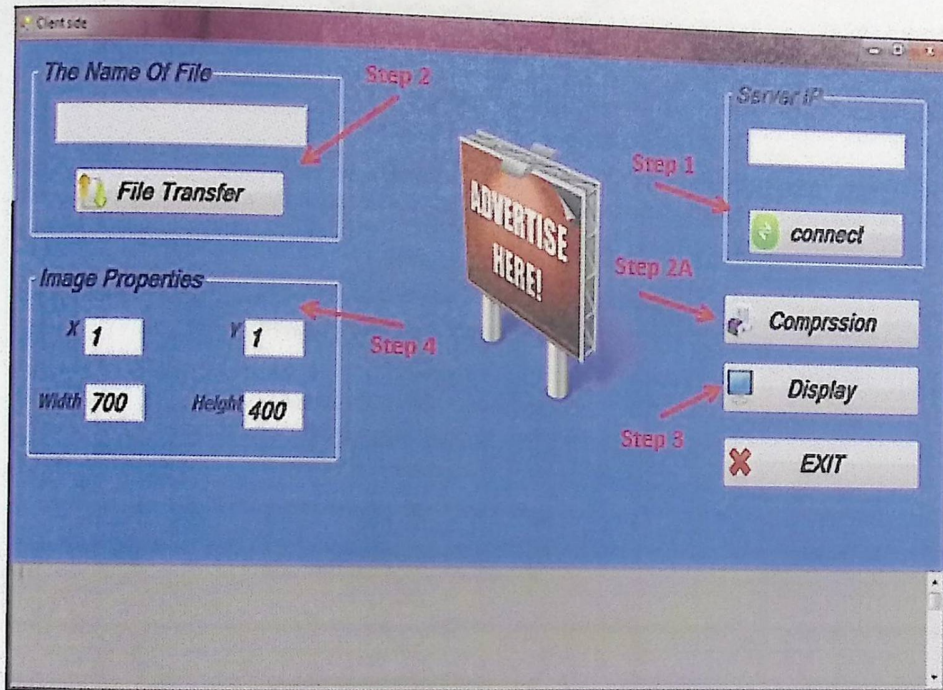 Client side
The Name Of File
Step 2
File Transfer
Server IP
Step 1
connect
ADVERTISE
HERE!
Image Properties
X 1
Y 1
Width 700
Height 400
Step 4
Step 2A
Comprssion
Display
Step 3
EXIT